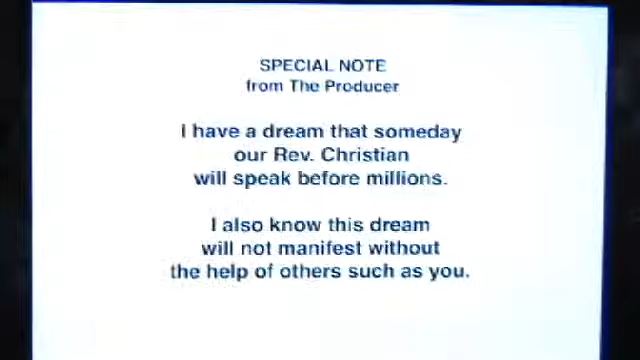 SPECIAL NOTE
from The Producer
I have a dream that someday
our Rev. Christian
will speak before millions.
I also know this dream
will not manifest without
the help of others such as you.